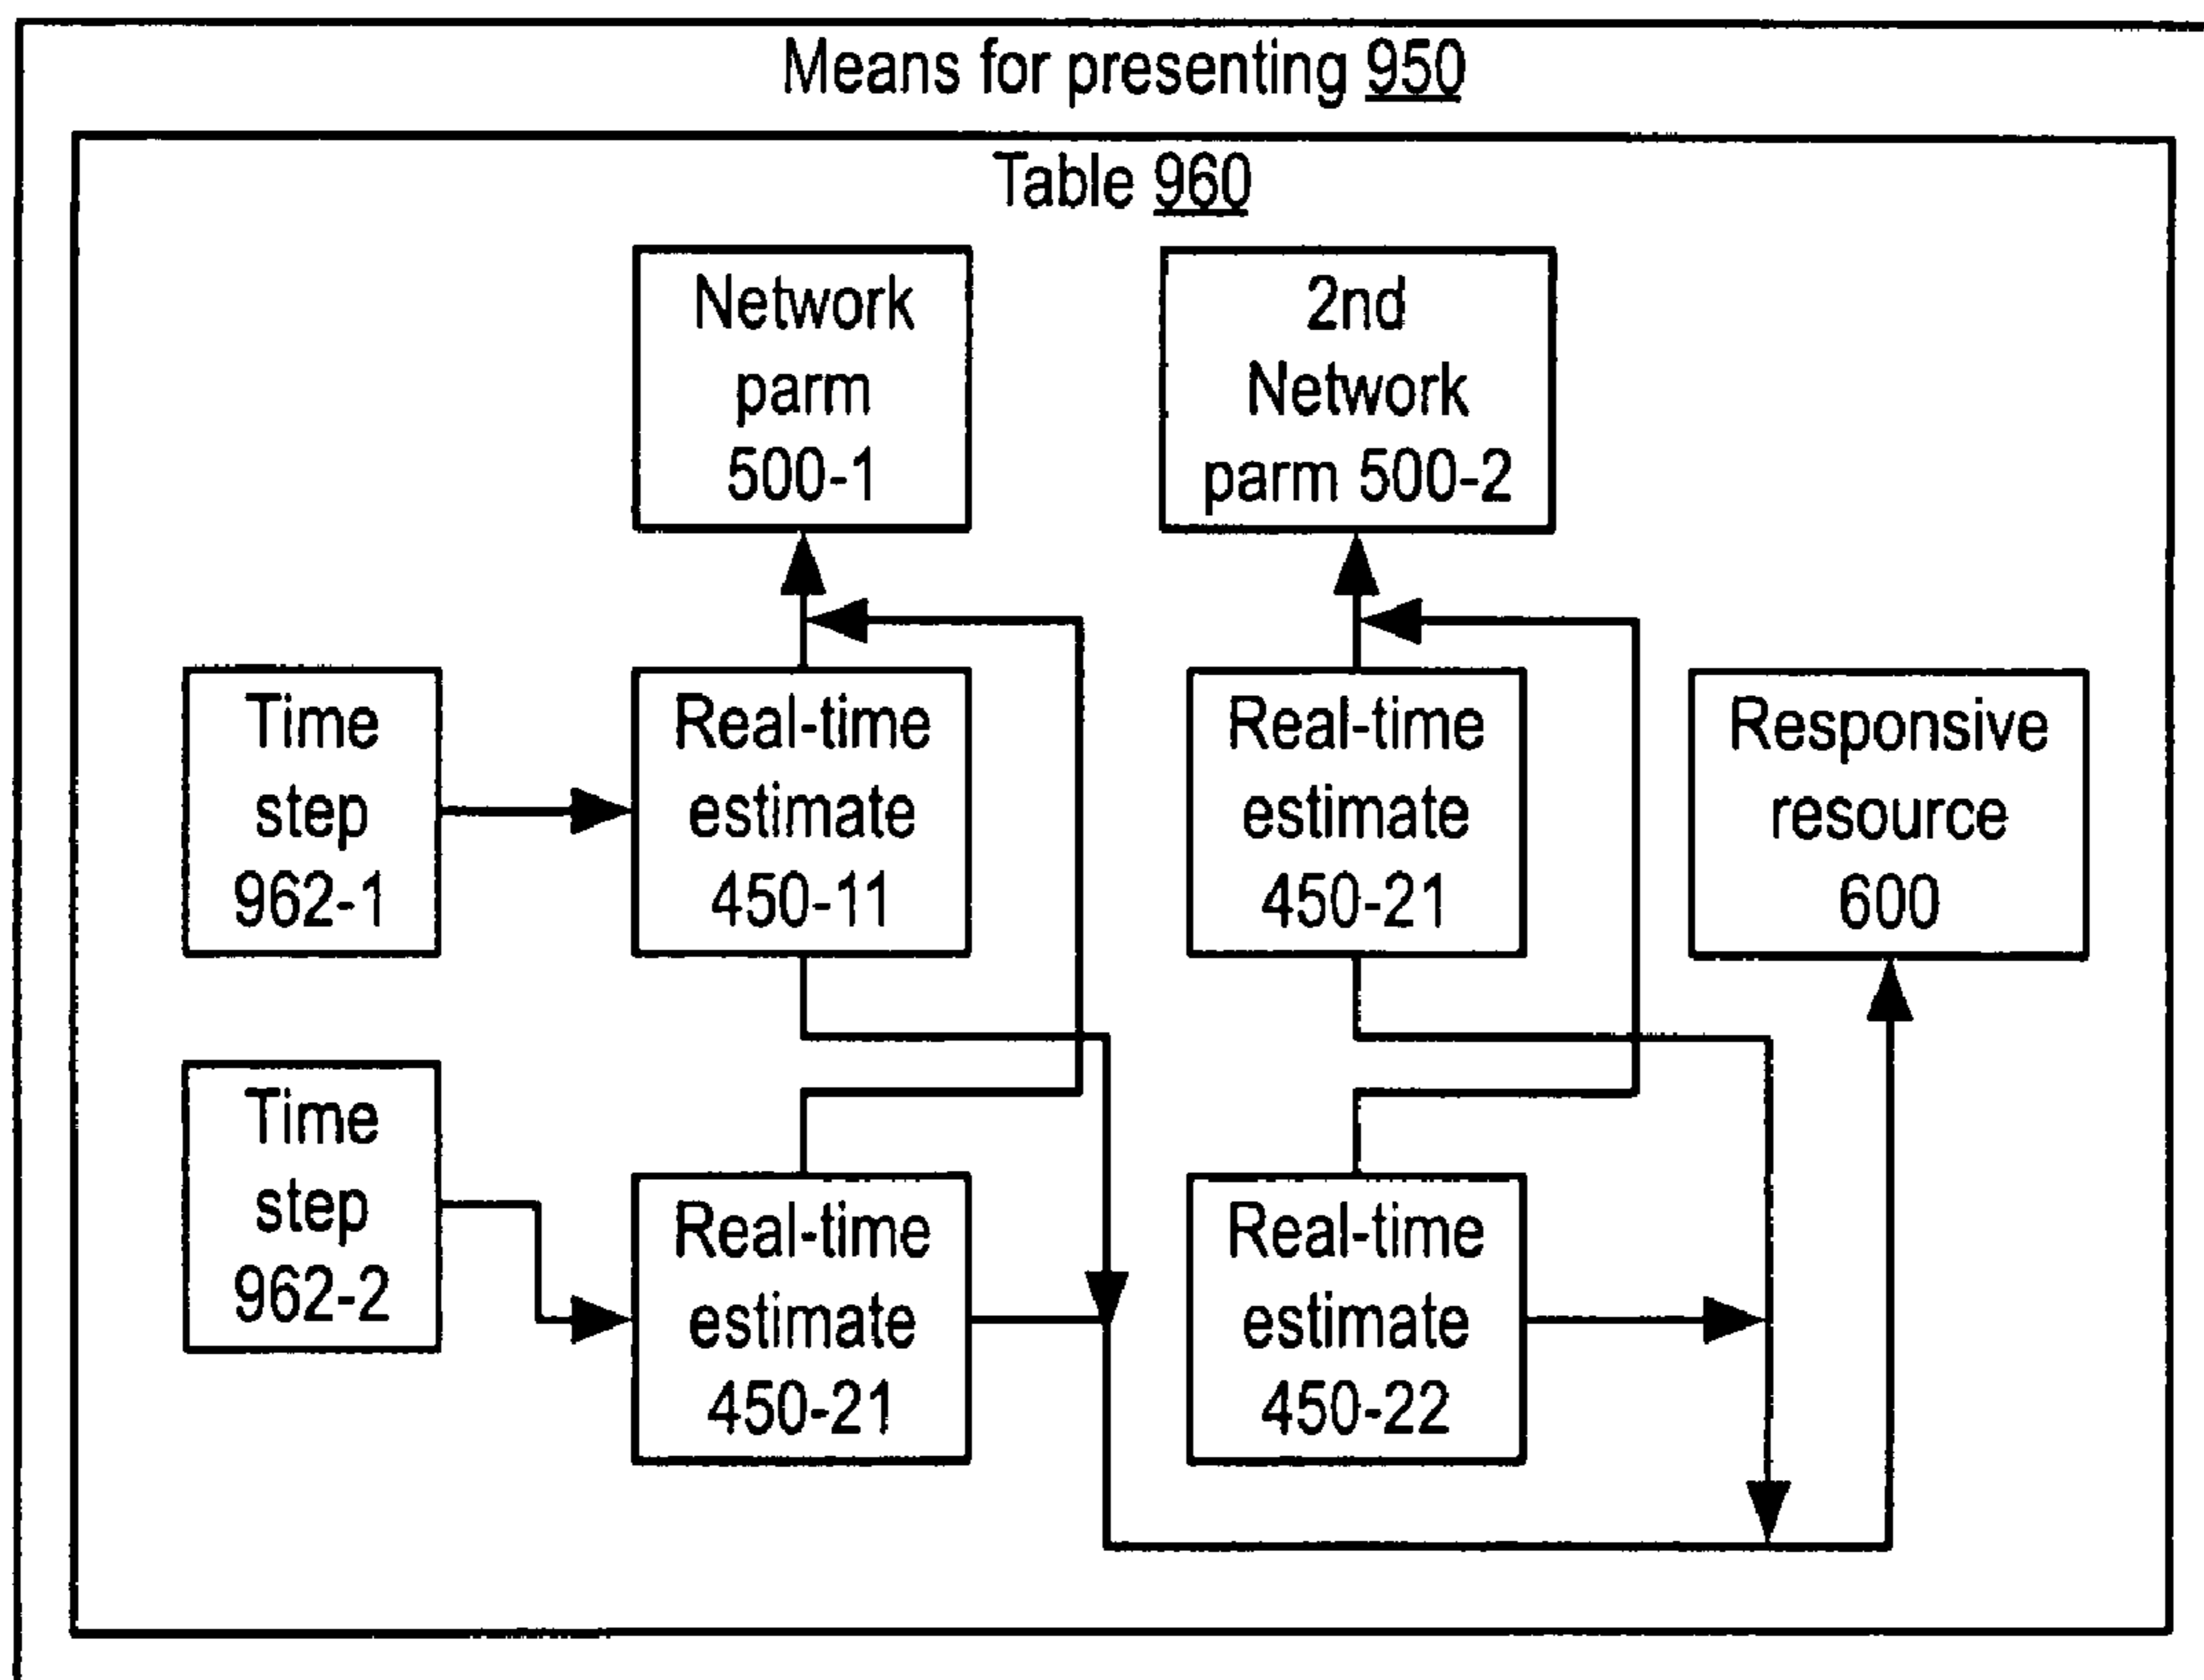 Means for presenting 950
Table 960
Network
parm
500-1
2nd
Network
parm 500-2
Time
step
962-1
Real-time
estimate
450-11
Real-time
estimate
450-21
Responsive
resource
600
Time
step
962-2
Real-time
estimate
450-21
Real-time
estimate
450-22